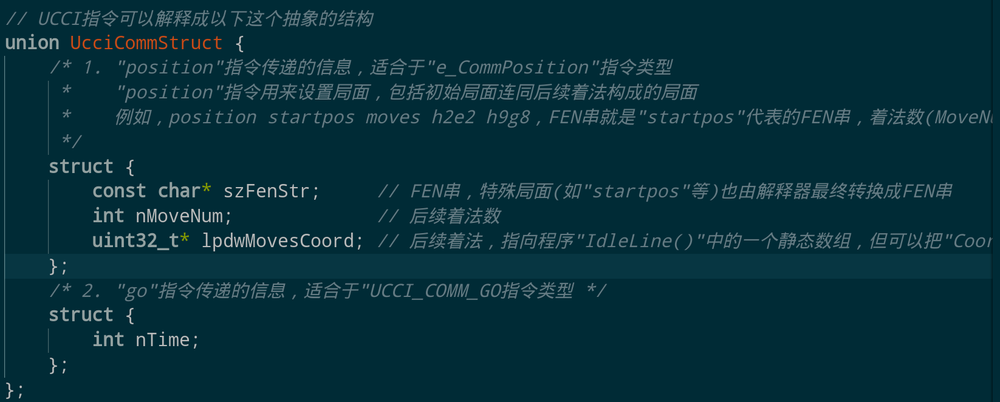 // UCCI指令可以解释成以下这个抽象的结构
union UcciCommStruct {
/* 1. "position"指令传递的信息，适合于"e_CommPosition"指令类型
*    "position"指令用来设置局面，包括初始局面连同后续着法构成的局面
*    例如，position startpos moves h2e2 h9g8，FEN串就是"startpos"代表的FEN串，着法数(MoveN
*/
struct {
const char* szFenStr;      // FEN串，特殊局面(如"startpos"等)也由解释器最终转换成FEN串
int nMoveNum;              // 后续着法数
uint32_t* lpdwMovesCoord; // 后续着法，指向程序"IdleLine()"中的一个静态数组，但可以把"Coor
};
/* 2. "go"指令传递的信息，适合于"UCCI_COMM_GO指令类型 */
struct {
int nTime;
};
};